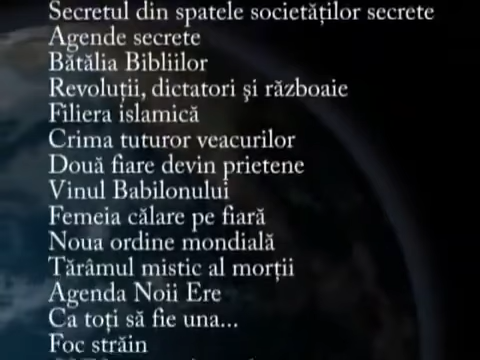 Secretul din spatele societăților secrete
Agende secrete
Bătălia Bibliilor
Revoluții, dictatori şi războaie
Filiera islamică
Crima tuturor veacurilor
Două fiare devin prietene
Vinul Babilonului
Femeia călare pe fiară
Noua ordine mondială
Tărâmul mistic al morții
Agenda Noii Ere
Ca toți să fie una...
Foc străin